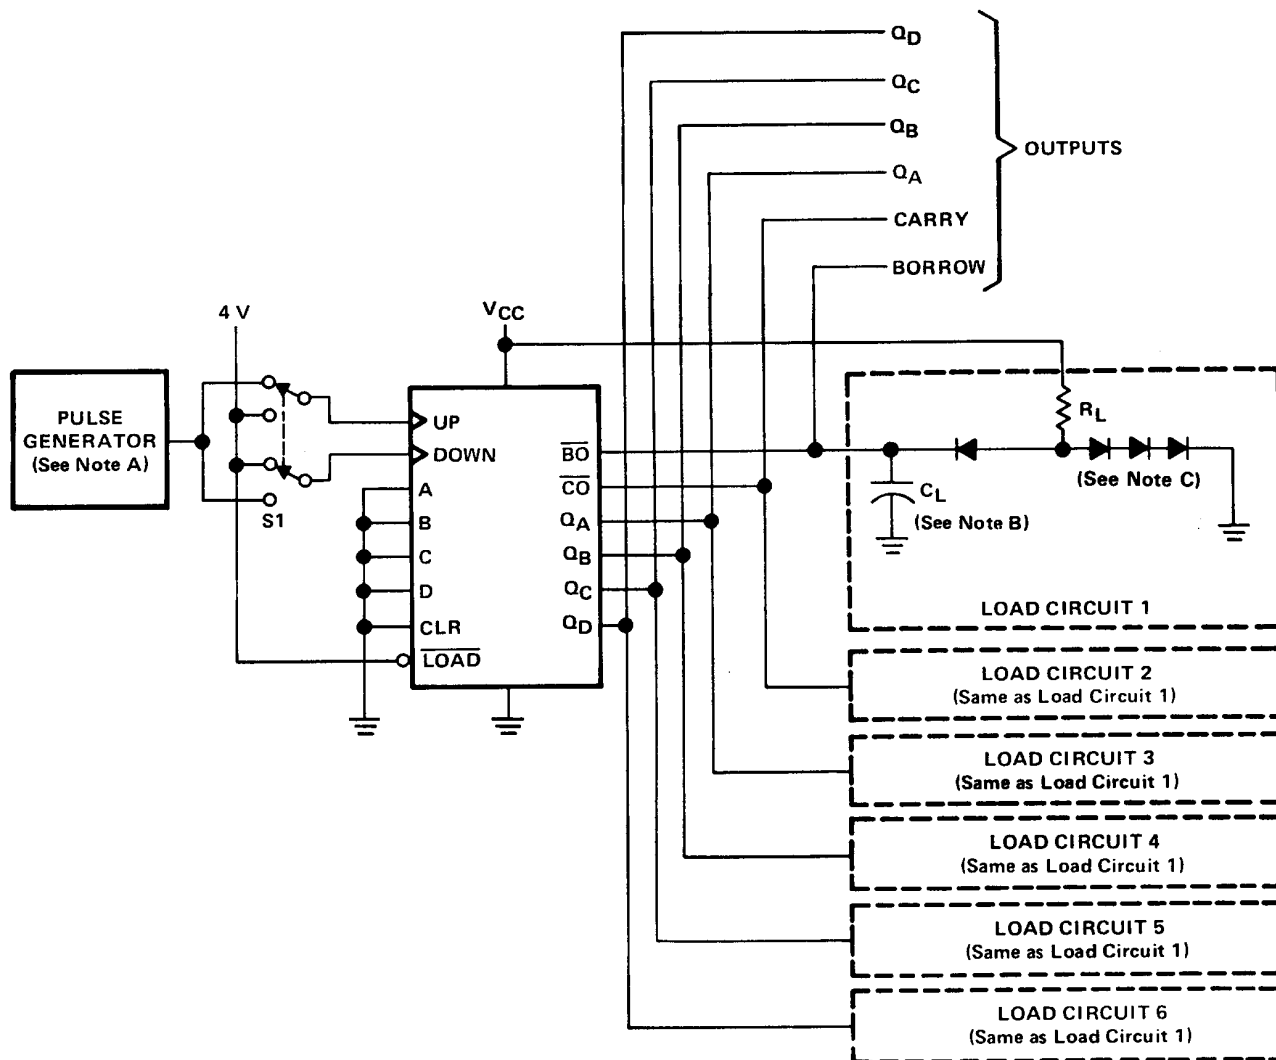 QD
QC
QB
QA
CARRY
BORROW
OUTPUTS
4 V
VCC
PULSE
GENERATOR
(See Note A)
S1
UP
DOWN
A
B
C
D
CLR
LOAD
BO
CO
QA
QB
QC
QD
RL
(See Note C)
CL
(See Note B)
LOAD CIRCUIT 1
LOAD CIRCUIT 2
(Same as Load Circuit 1)
LOAD CIRCUIT 3
(Same as Load Circuit 1)
LOAD CIRCUIT 4
(Same as Load Circuit 1)
LOAD CIRCUIT 5
(Same as Load Circuit 1)
LOAD CIRCUIT 6
(Same as Load Circuit 1)